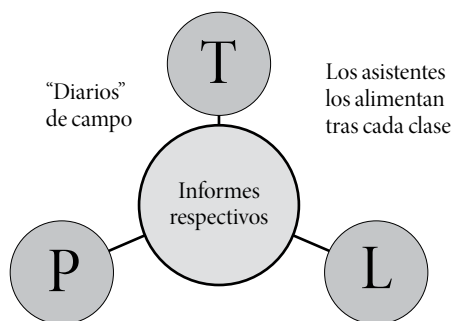 T
“Diarios”
de campo
Los asistentes
los alimentan
tras cada clase
Informes
respectivos
P
L